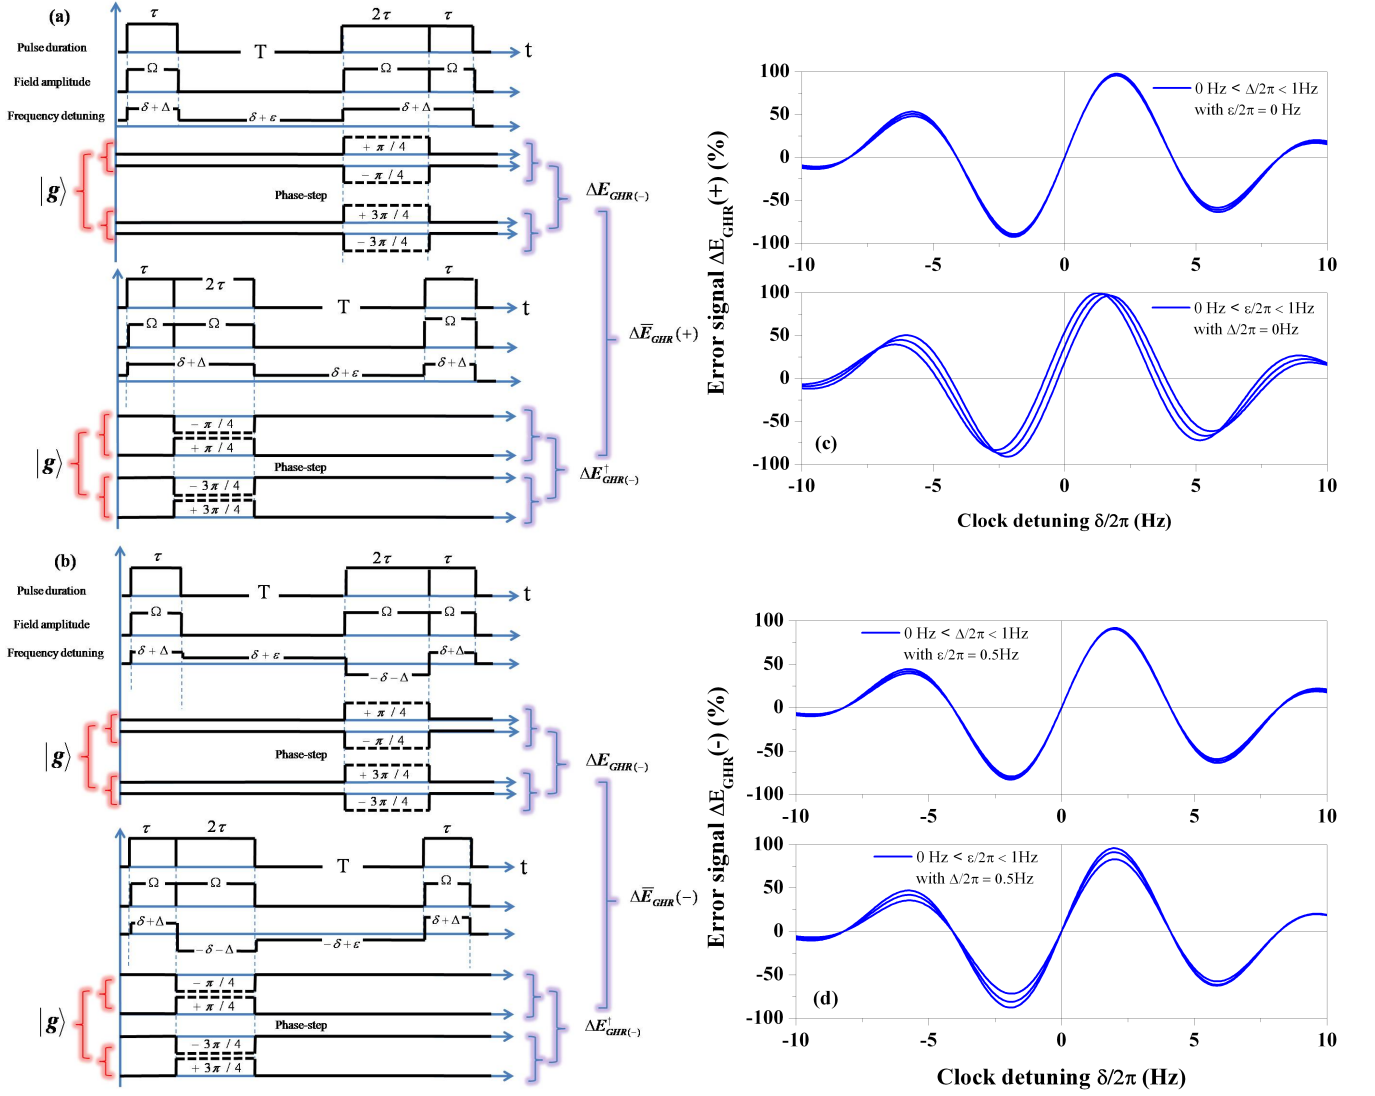 (a)
τ
2τ
τ
Pulse duration
T
t
Field amplitude
Ω
Ω
Ω
Frequency detuning
δ + Δ
δ + ε
δ + Δ
+ π / 4
- π / 4
|g⟩
Phase-step
ΔE_GHR(−)
+ 3π / 4
- 3π / 4
τ
2τ
τ
T
t
Ω
Ω
Ω
ΔĒ_GHR(+)
δ + Δ
δ + ε
δ + Δ
- π / 4
+ π / 4
|g⟩
Phase-step
ΔE†_GHR(−)
- 3π / 4
+ 3π / 4
(b)
τ
2τ
τ
Pulse duration
T
t
Field amplitude
Ω
Ω
Ω
Frequency detuning
δ + Δ
δ + ε
δ + Δ
- δ - Δ
+ π / 4
- π / 4
|g⟩
Phase-step
ΔE_GHR(−)
+ 3π / 4
- 3π / 4
τ
2τ
τ
T
t
Ω
Ω
Ω
ΔĒ_GHR(−)
δ + Δ
δ + Δ
- δ - Δ
- δ + ε
- π / 4
+ π / 4
|g⟩
Phase-step
ΔE†_GHR(−)
- 3π / 4
+ 3π / 4
Error signal ΔE_GHR(+) (%)
100
50
0
-50
-100
0 Hz < Δ/2π < 1Hz
with ε/2π = 0 Hz
-10 -5 0 5 10
100
50
0
-50
-100
0 Hz < ε/2π < 1Hz
with Δ/2π = 0Hz
(c)
-10 -5 0 5 10
Clock detuning δ/2π (Hz)
Error signal ΔE_GHR(-) (%)
100
50
0
-50
-100
0 Hz < Δ/2π < 1Hz
with ε/2π = 0.5Hz
-10 -5 0 5 10
100
50
0
-50
-100
0 Hz < ε/2π < 1Hz
with Δ/2π = 0.5Hz
(d)
-10 -5 0 5 10
Clock detuning δ/2π (Hz)